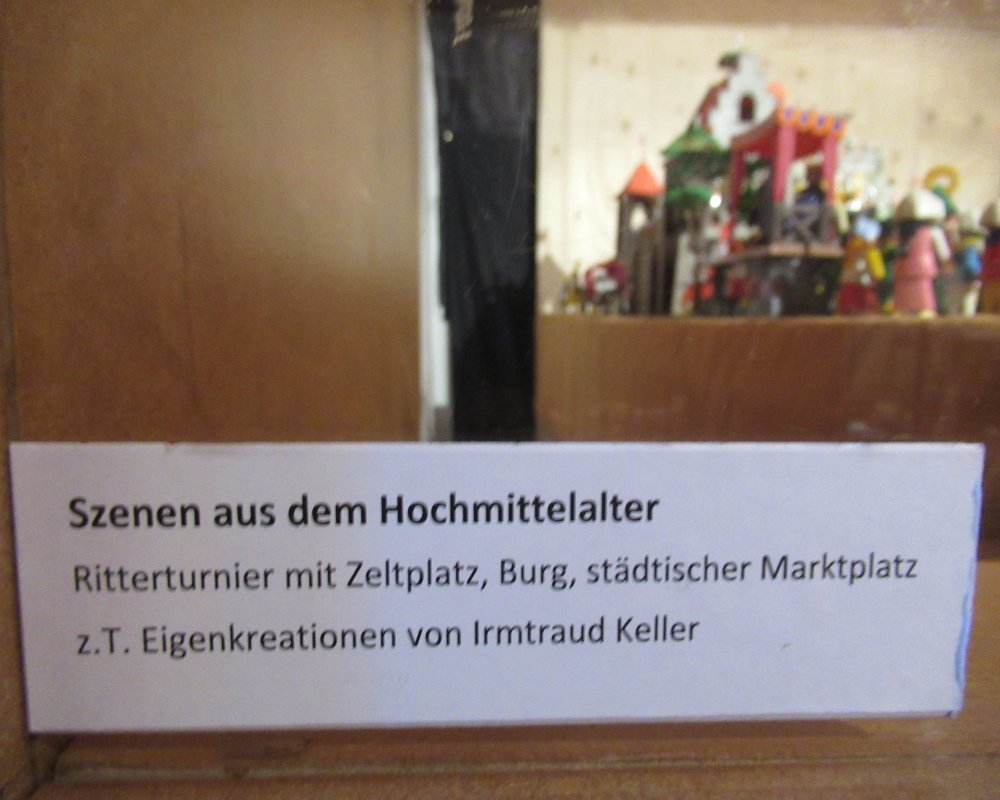 Szenen aus dem Hochmittelalter
Ritterturnier mit Zeltplatz, Burg, städtischer Marktplatz
z.T. Eigenkreationen von Irmtraud Keller